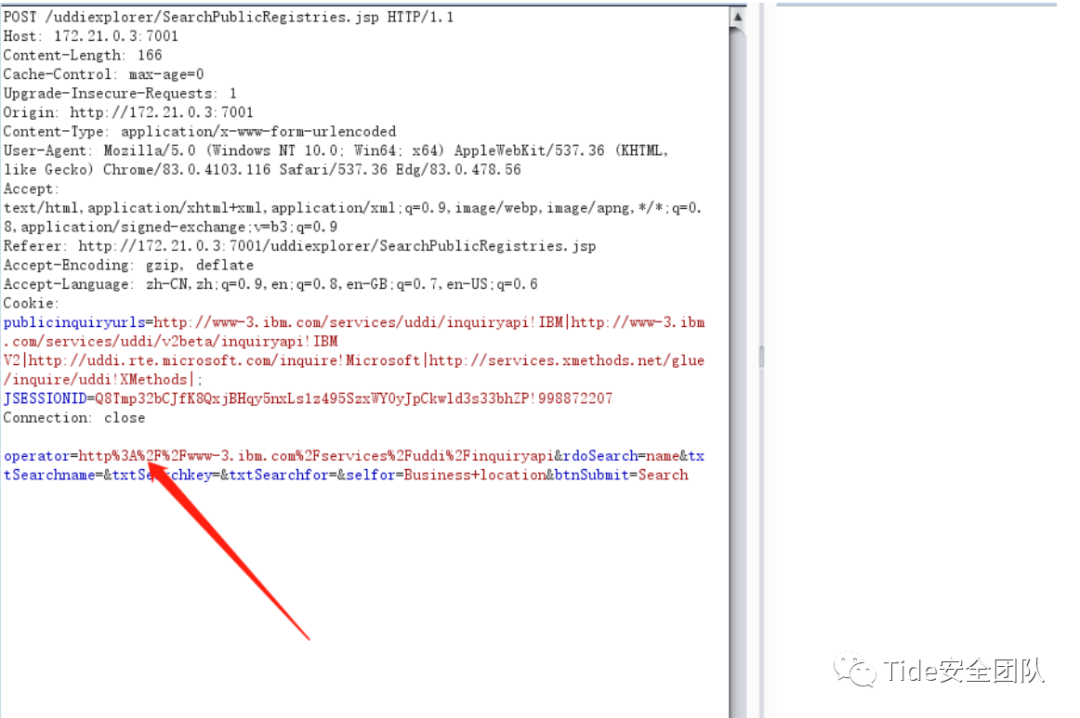 POST /uddiexplorer/SearchPublicRegistries.jsp HTTP/1.1
Host: 172.21.0.3:7001
Content-Length: 166
Cache-Control: max-age=0
Upgrade-Insecure-Requests: 1
Origin: http://172.21.0.3:7001
Content-Type: application/x-www-form-urlencoded
User-Agent: Mozilla/5.0 (Windows NT 10.0; Win64; x64) AppleWebKit/537.36 (KHTML,
like Gecko) Chrome/83.0.4103.116 Safari/537.36 Edg/83.0.478.56
Accept:
text/html,application/xhtml+xml,application/xml;q=0.9,image/webp,image/apng,*/*;q=0.
8,application/signed-exchange;v=b3;q=0.9
Referer: http://172.21.0.3:7001/uddiexplorer/SearchPublicRegistries.jsp
Accept-Encoding: gzip, deflate
Accept-Language: zh-CN,zh;q=0.9,en;q=0.8,en-GB;q=0.7,en-US;q=0.6
Cookie:
publicinquiryurls=http://www-3.ibm.com/services/uddi/inquiryapi!IBM|http://www-3.ibm
.com/services/uddi/v2beta/inquiryapi!IBM
V2|http://uddi.rte.microsoft.com/inquire!Microsoft|http://services.xmethods.net/glue
/inquire/uddi!XMethods|;
JSESSIONID=Q8Tmp32bCJfK8QxjBHqy5nxLs1z495SzxWY0yJpCkwld3s33bhZP!998872207
Connection: close
operator=http%3A%2F%2Fwww-3.ibm.com%2Fservices%2Fuddi%2Finquiryapi&rdoSearch=name&tx
tSearchname=&txtSearchkey=&txtSearchfor=&selfor=Business+location&btnSubmit=Search
Tide安全团队